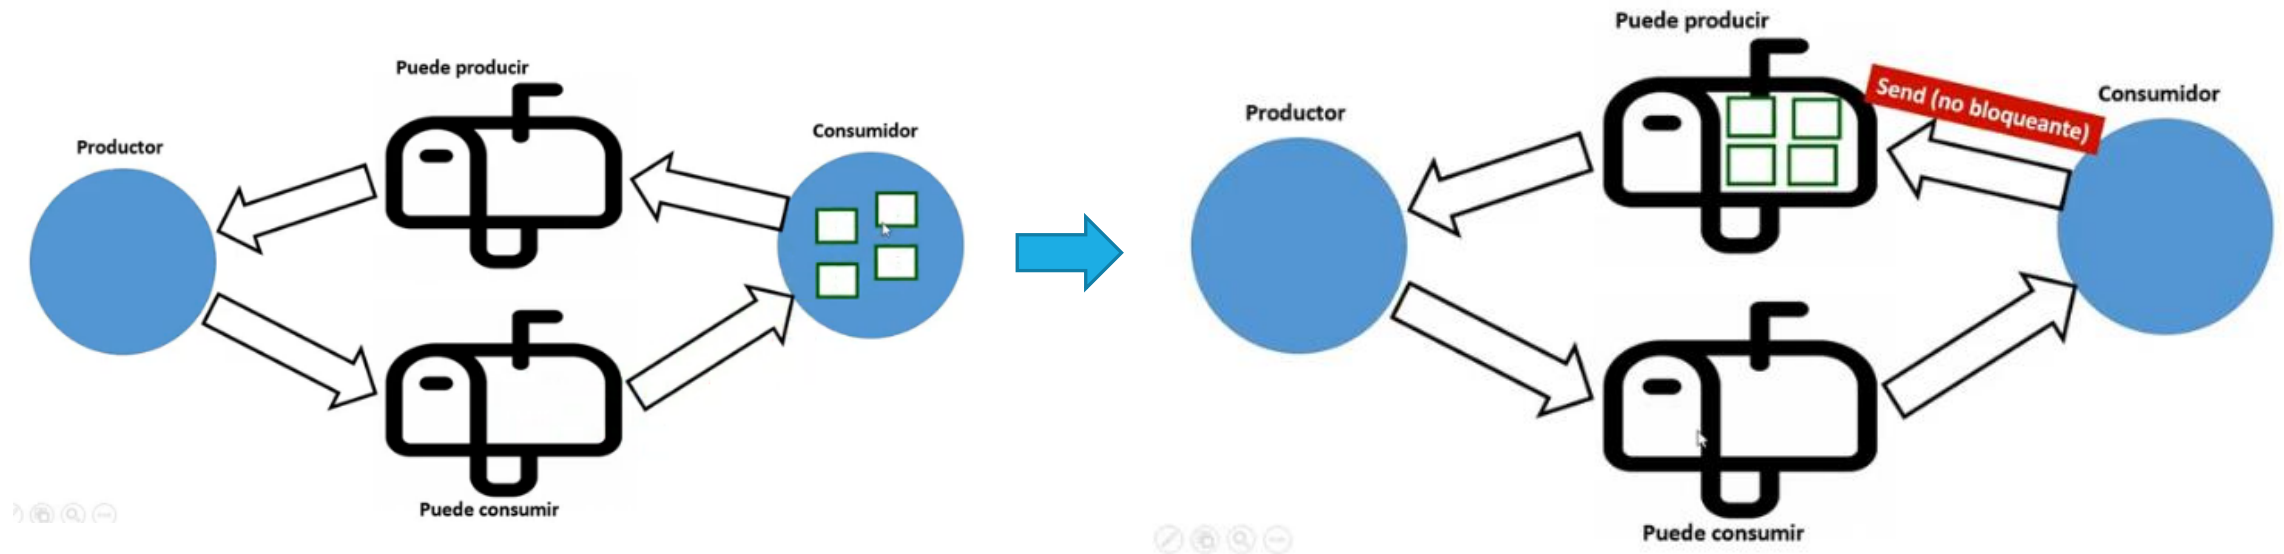 Puede producir
Productor
Consumidor
Puede consumir
Puede producir
Send (no bloqueante)
Consumidor
Productor
Puede consumir